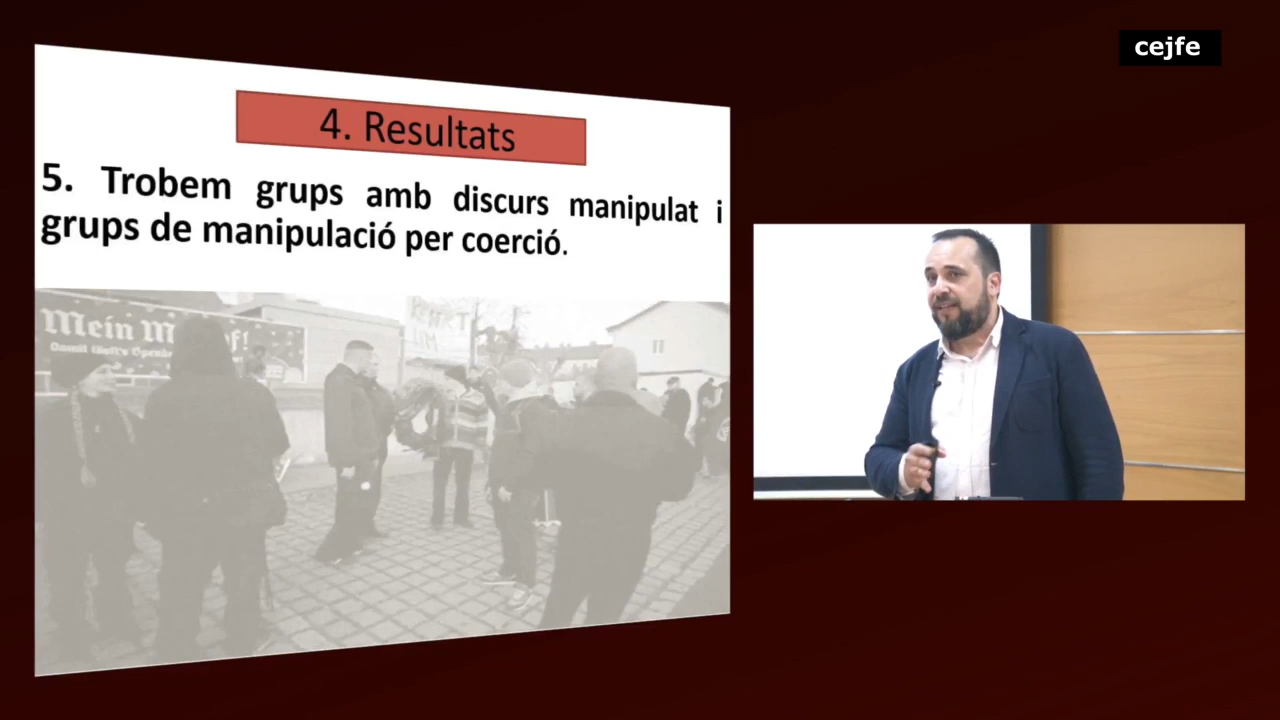 cejfe
4. Resultats
5. Trobem grups amb discurs manipulat i
grups de manipulació per coerció.
Mein